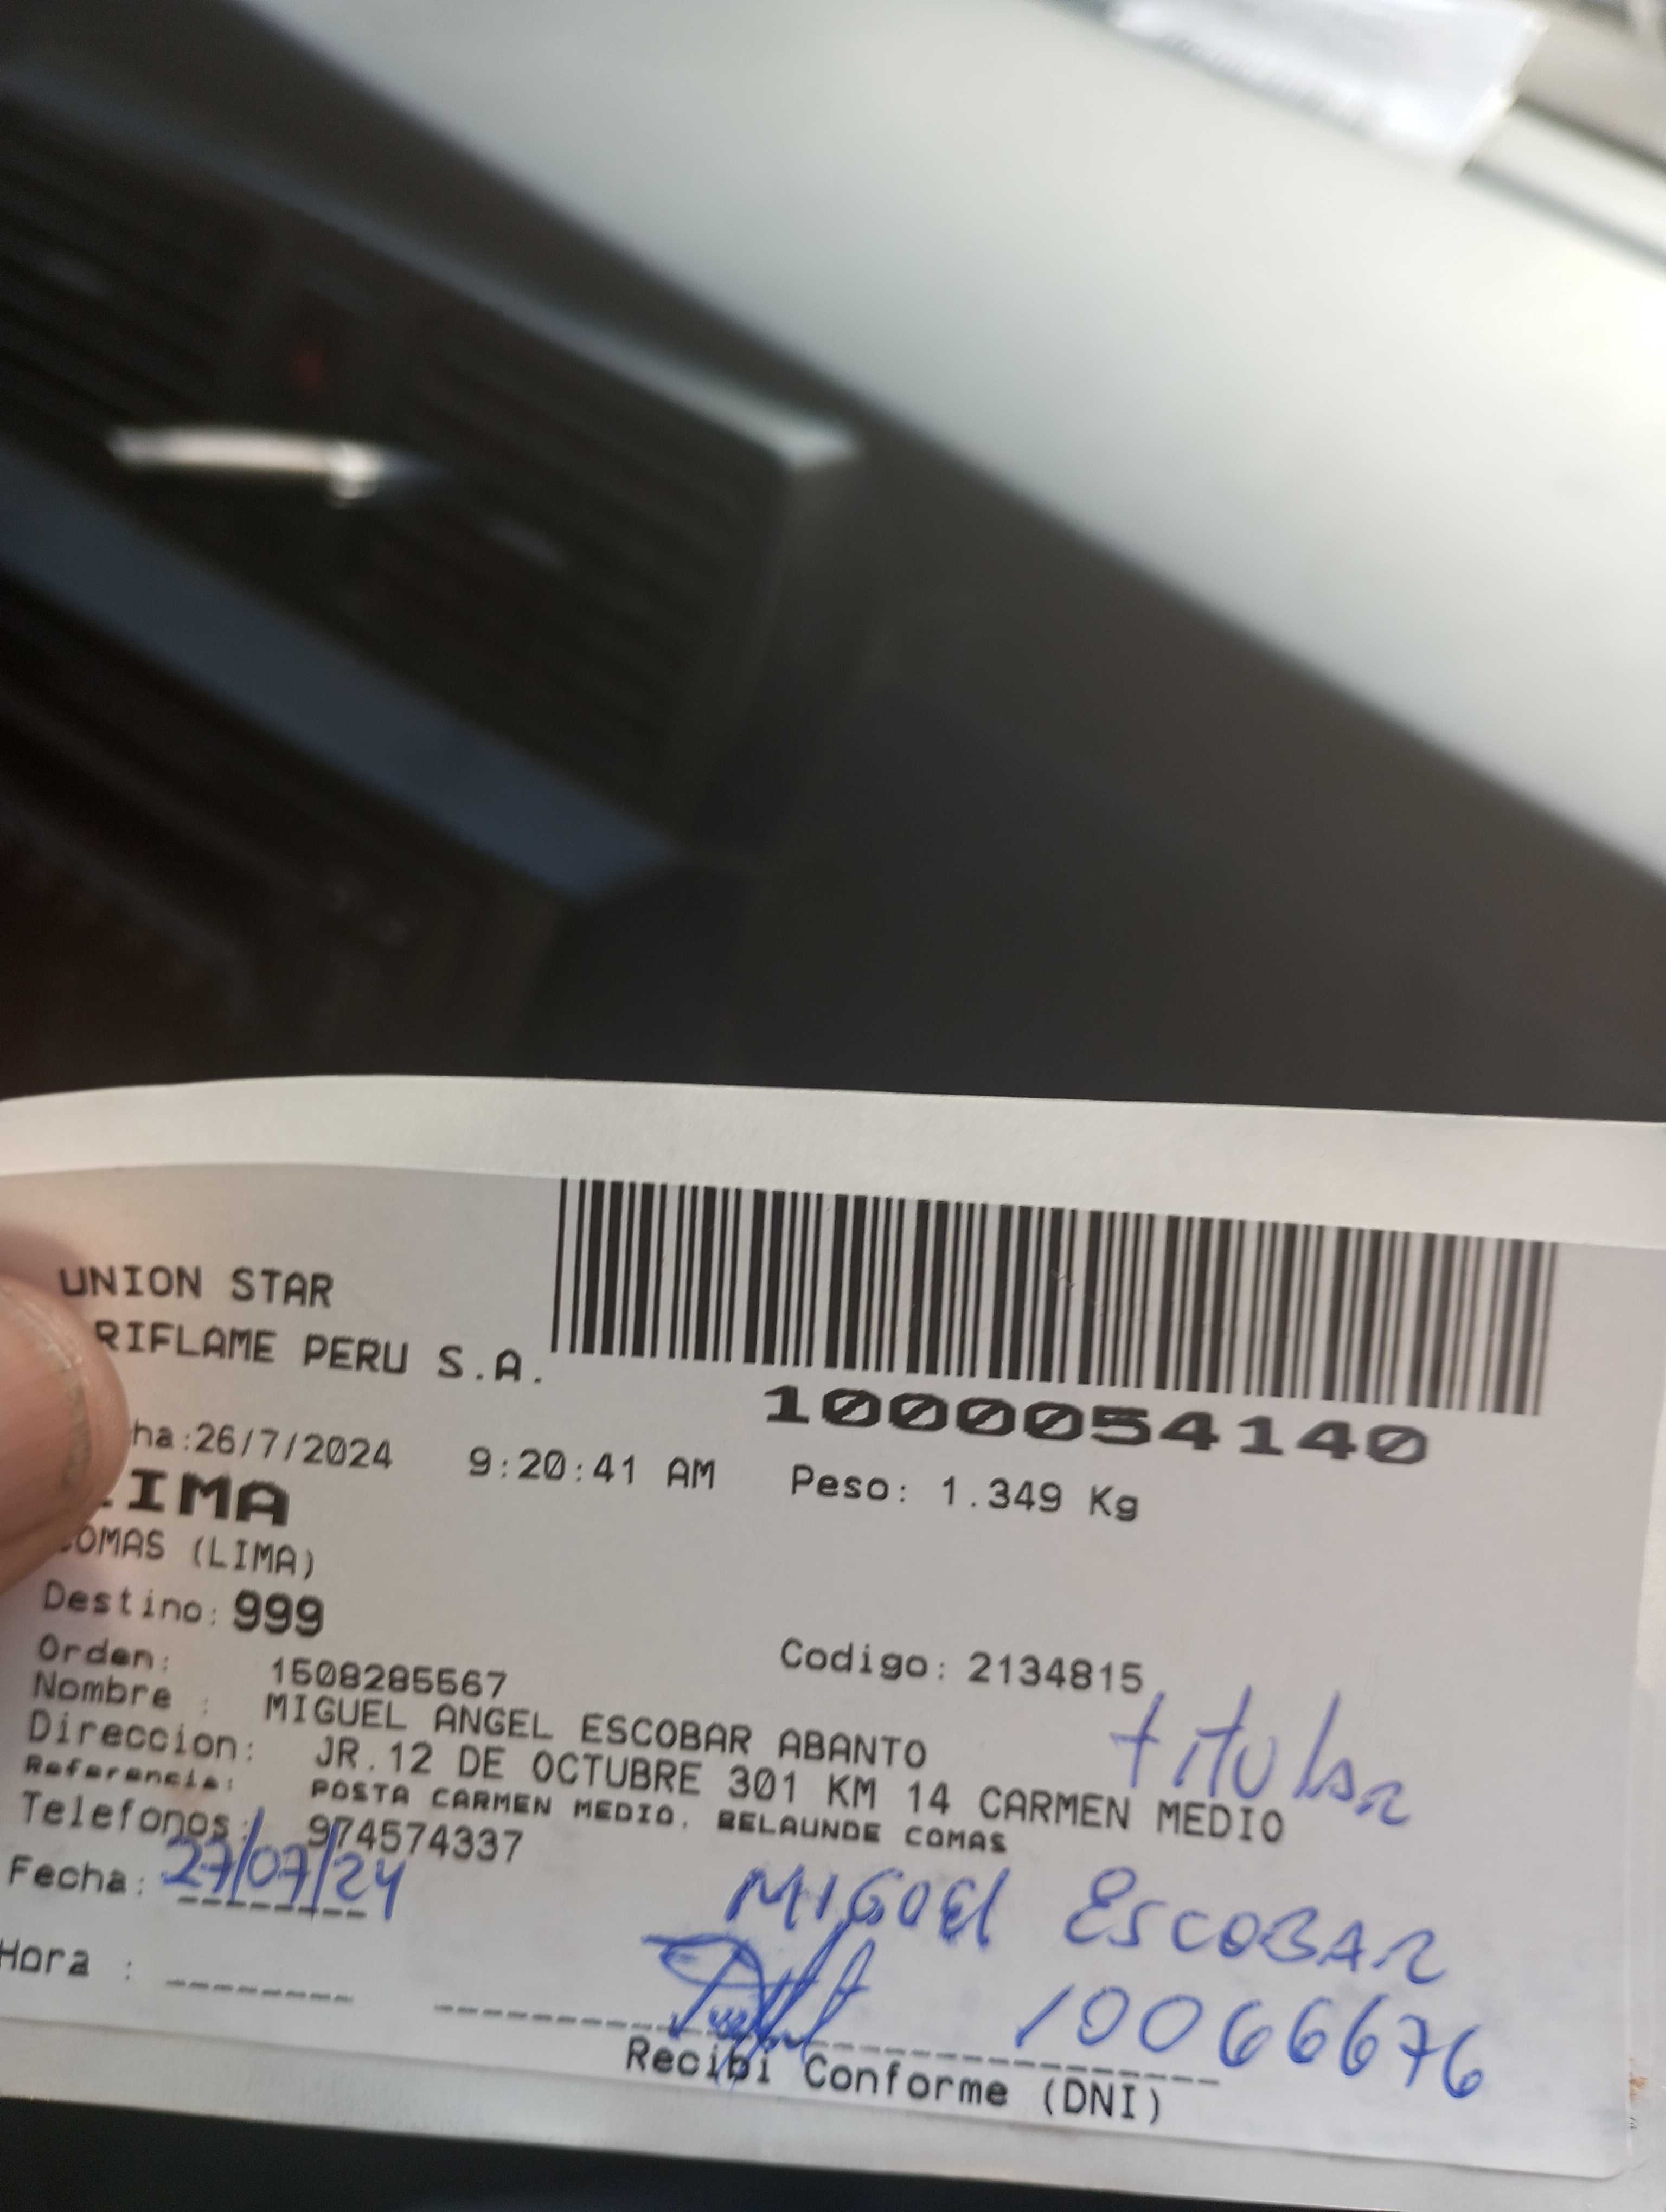 UNION STAR
RIFLAME PERU S.A.
1000054140
ha:26/7/2024 9:20:41 AM Peso: 1.349 Kg
LIMA
COMAS (LIMA)
Destino: 999
Orden: 1508285567 Codigo: 2134815
Nombre : MIGUEL ANGEL ESCOBAR ABANTO
titular
Direccion: JR.12 DE OCTUBRE 301 KM 14 CARMEN MEDIO
Referencia: POSTA CARMEN MEDIO. BELAUNDE COMAS
Telefonos: 974574337
Fecha: 27/07/24
MIGUEL ESCOBAR
Hora :
10066676
Recibi Conforme (DNI)